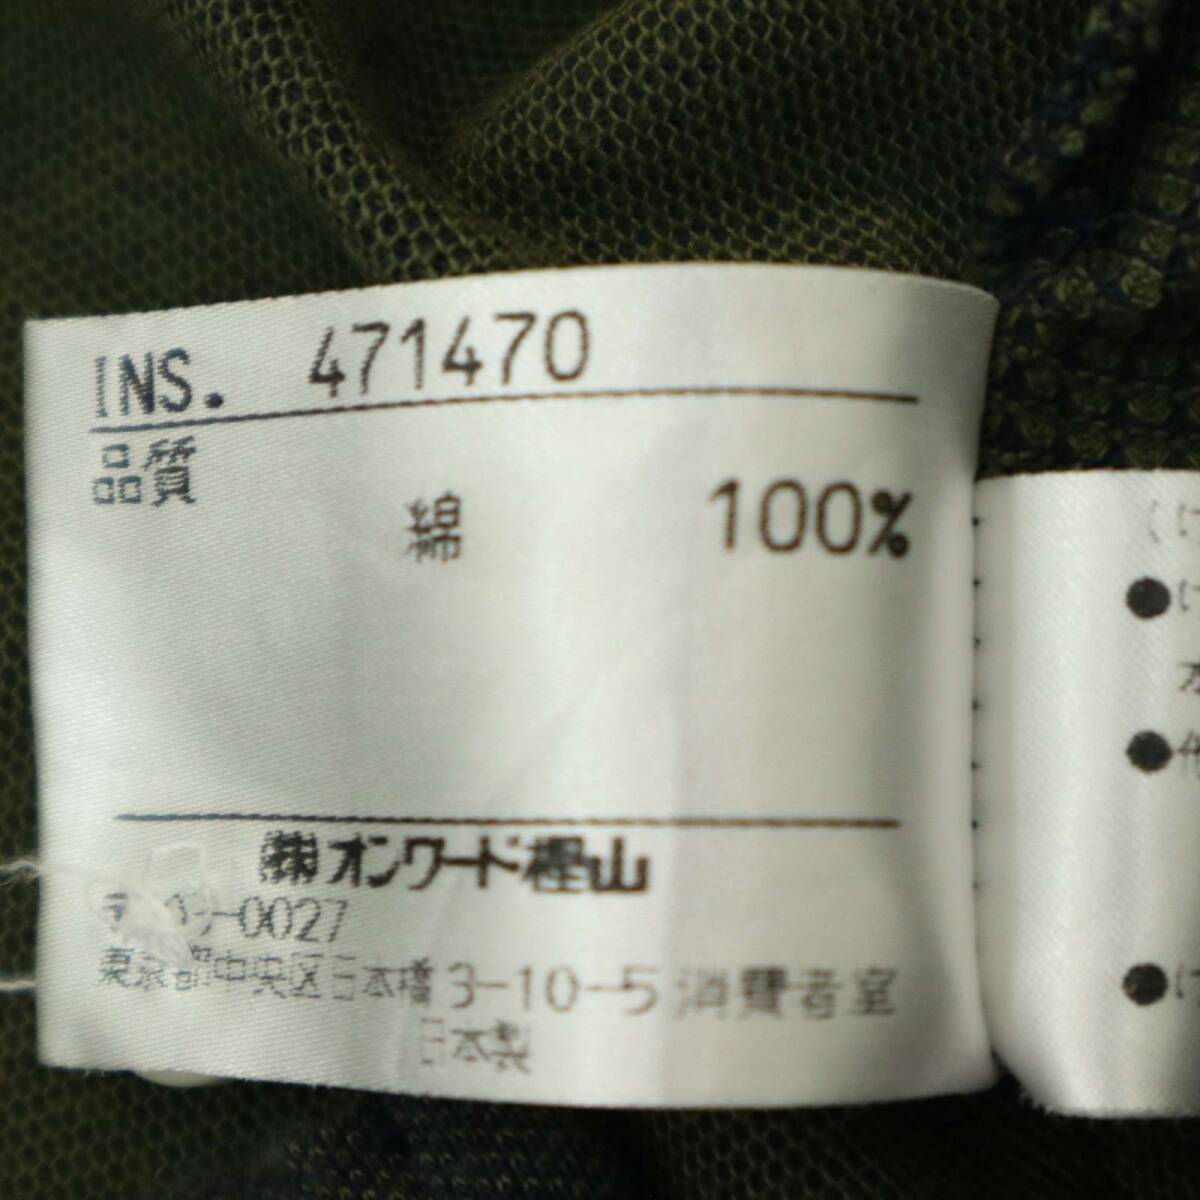 INS. 471470
品質
綿 100%
㈱オンワード樫山
-0027
東京都中央区日本橋3-10-5 消費者室
日本製